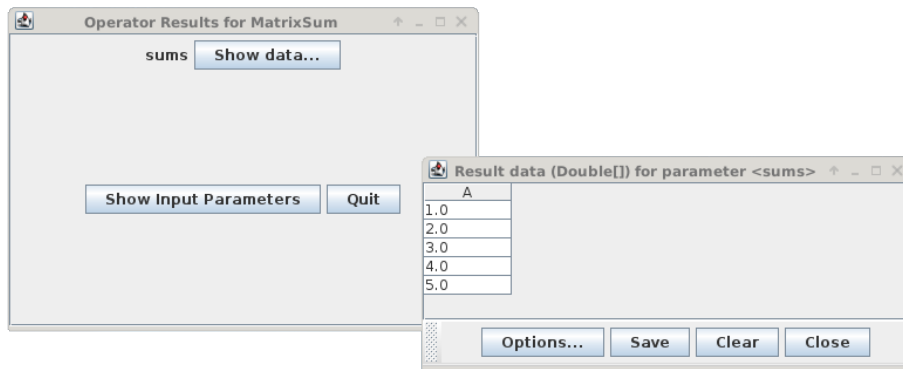 Operator Results for MatrixSum
sums Show data...
Show Input Parameters Quit
Result data (Double[]) for parameter <sums>
A
1.0
2.0
3.0
4.0
5.0
Options... Save Clear Close